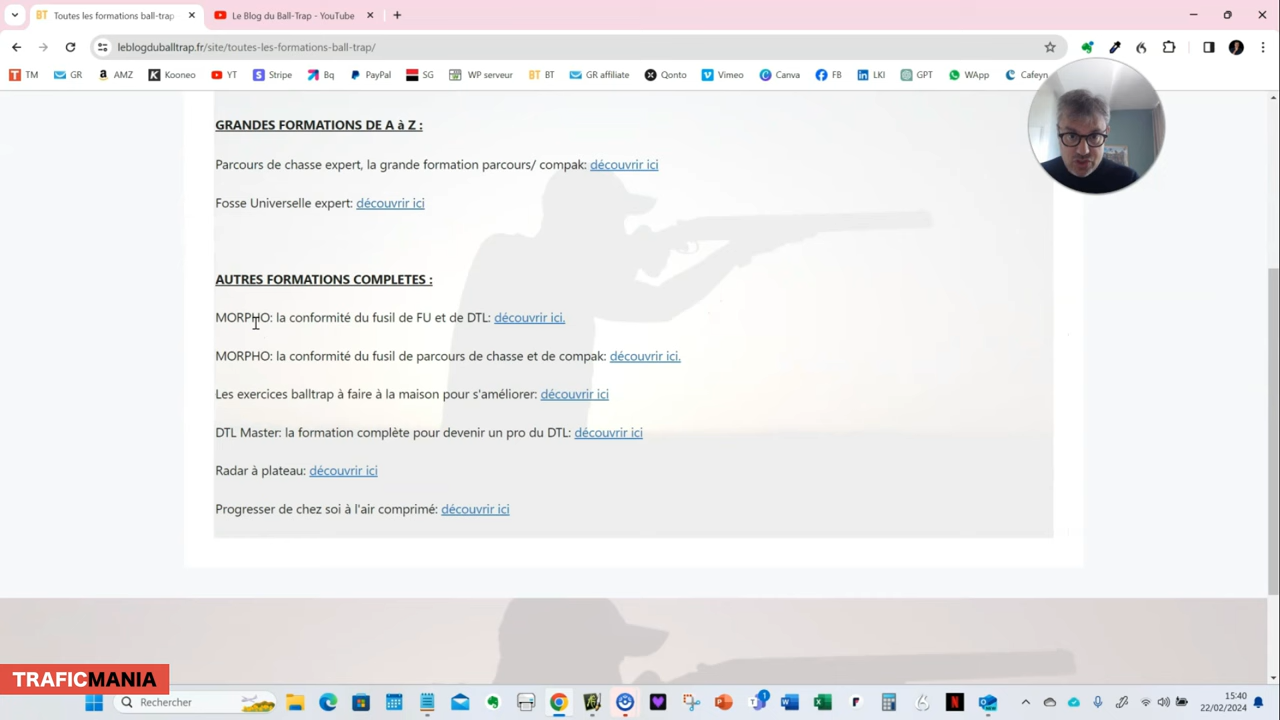 Toutes les formations ball-trap
Le Blog du Ball-Trap - YouTube
leblogduballtrap.fr/site/toutes-les-formations-ball-trap/
TM GR AMZ Kooneo YT Stripe Bq PayPal SG WP serveur BT GR affiliate Qonto Vimeo Canva FB LKI GPT WApp Cafeyn
GRANDES FORMATIONS DE A à Z :
Parcours de chasse expert, la grande formation parcours/ compak: découvrir ici
Fosse Universelle expert: découvrir ici
AUTRES FORMATIONS COMPLETES :
MORPHO: la conformité du fusil de FU et de DTL: découvrir ici.
MORPHO: la conformité du fusil de parcours de chasse et de compak: découvrir ici.
Les exercices balltrap à faire à la maison pour s'améliorer: découvrir ici
DTL Master: la formation complète pour devenir un pro du DTL: découvrir ici
Radar à plateau: découvrir ici
Progresser de chez soi à l'air comprimé: découvrir ici
TRAFICMANIA
Rechercher
15:40
22/02/2024